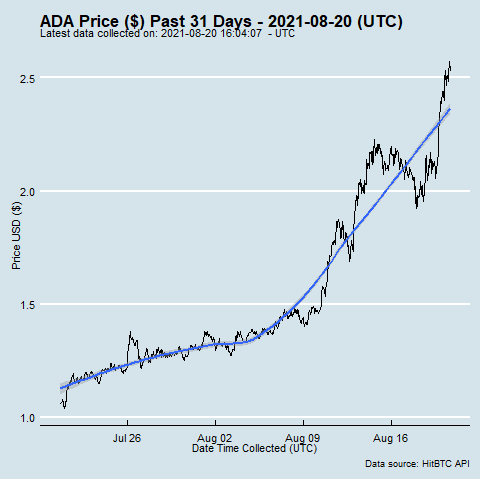 ADA Price ($) Past 31 Days - 2021-08-20 (UTC)
Latest data collected on: 2021-08-20 16:04:07  - UTC
2.5
2.0
1.5
1.0
Price USD ($)
Jul 26 Aug 02 Aug 09 Aug 16
Date Time Collected (UTC)
Data source: HitBTC API